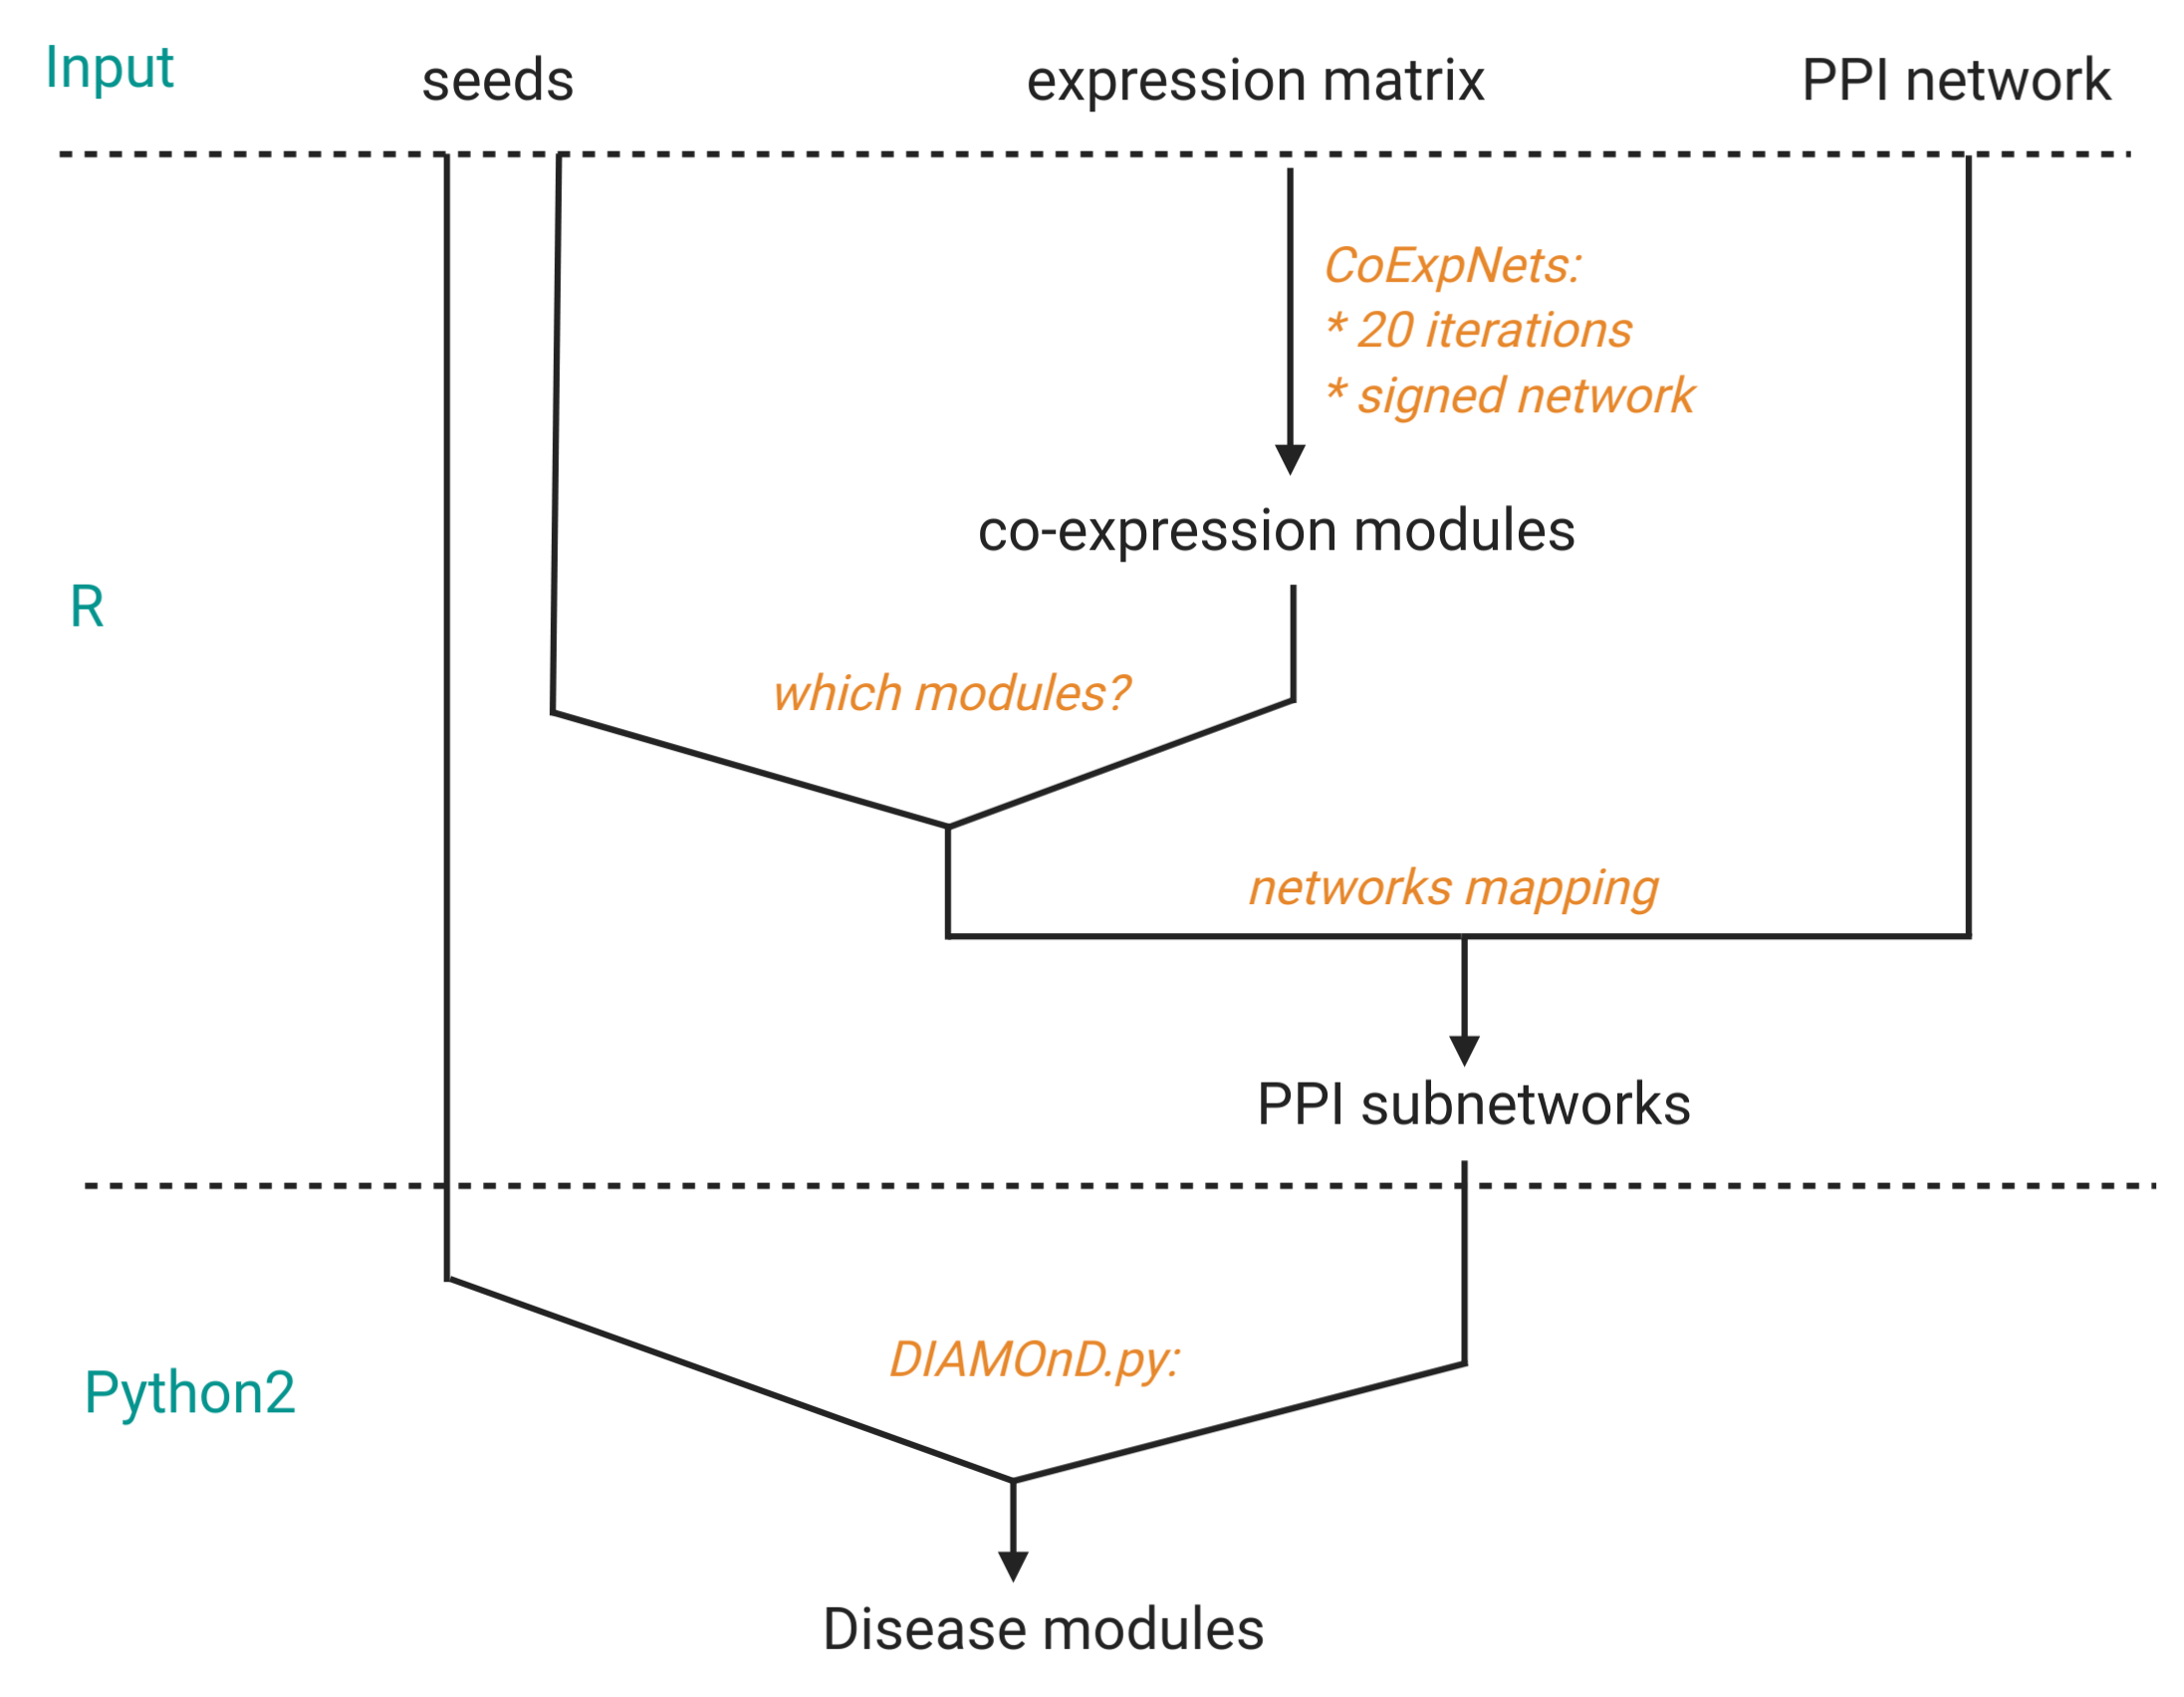 Input
seeds
expression matrix
PPI network
CoExpNets:
* 20 iterations
* signed network
co-expression modules
R
which modules?
networks mapping
PPI subnetworks
DIAMOnD.py:
Python2
Disease modules